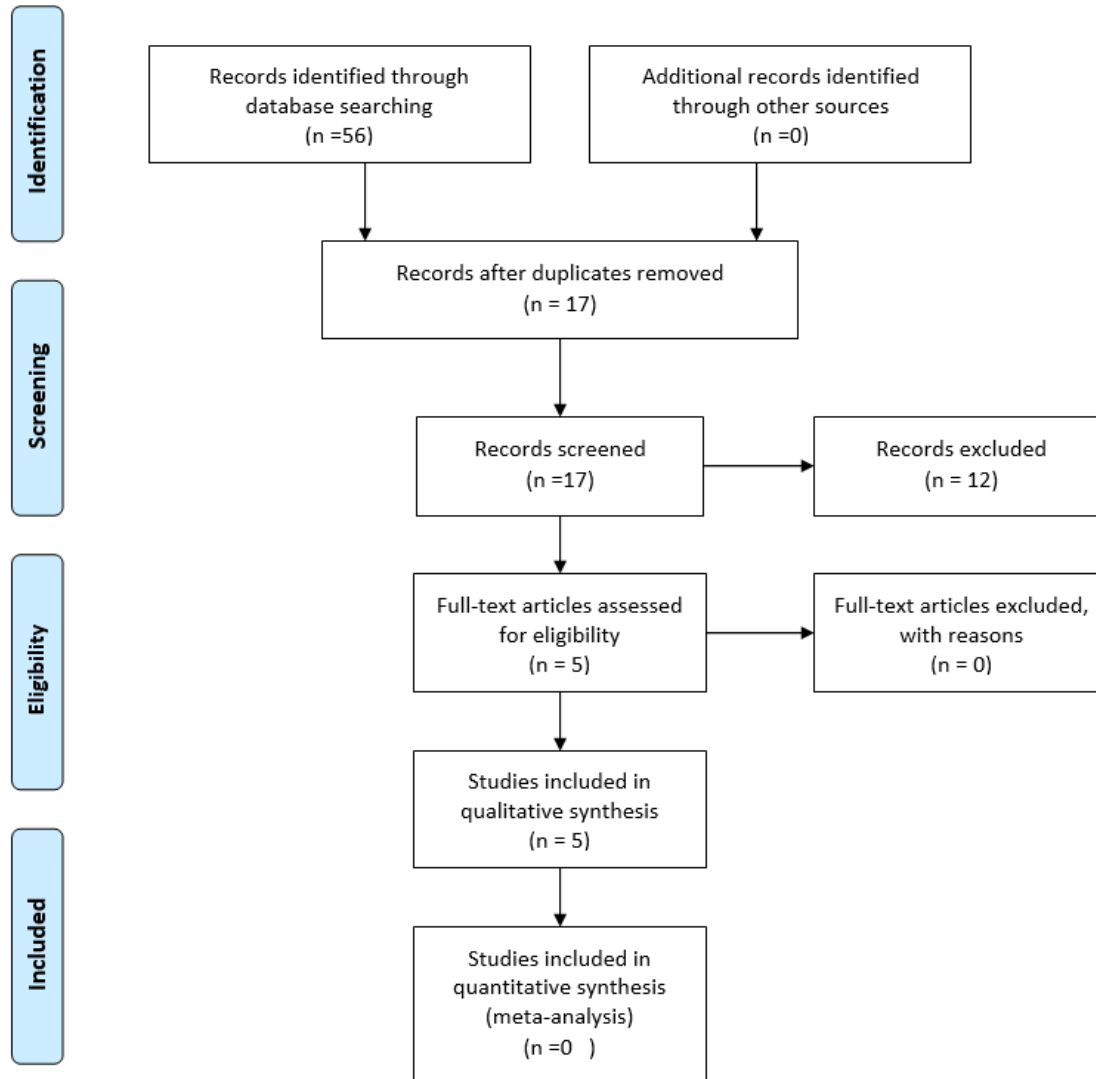 Identification
Records identified through
database searching
(n =56)
Additional records identified
through other sources
(n =0)
Records after duplicates removed
(n = 17)
Screening
Records screened
(n =17)
Records excluded
(n = 12)
Eligibility
Full-text articles assessed
for eligibility
(n = 5)
Full-text articles excluded,
with reasons
(n = 0)
Studies included in
qualitative synthesis
(n = 5)
Included
Studies included in
quantitative synthesis
(meta-analysis)
(n =0   )